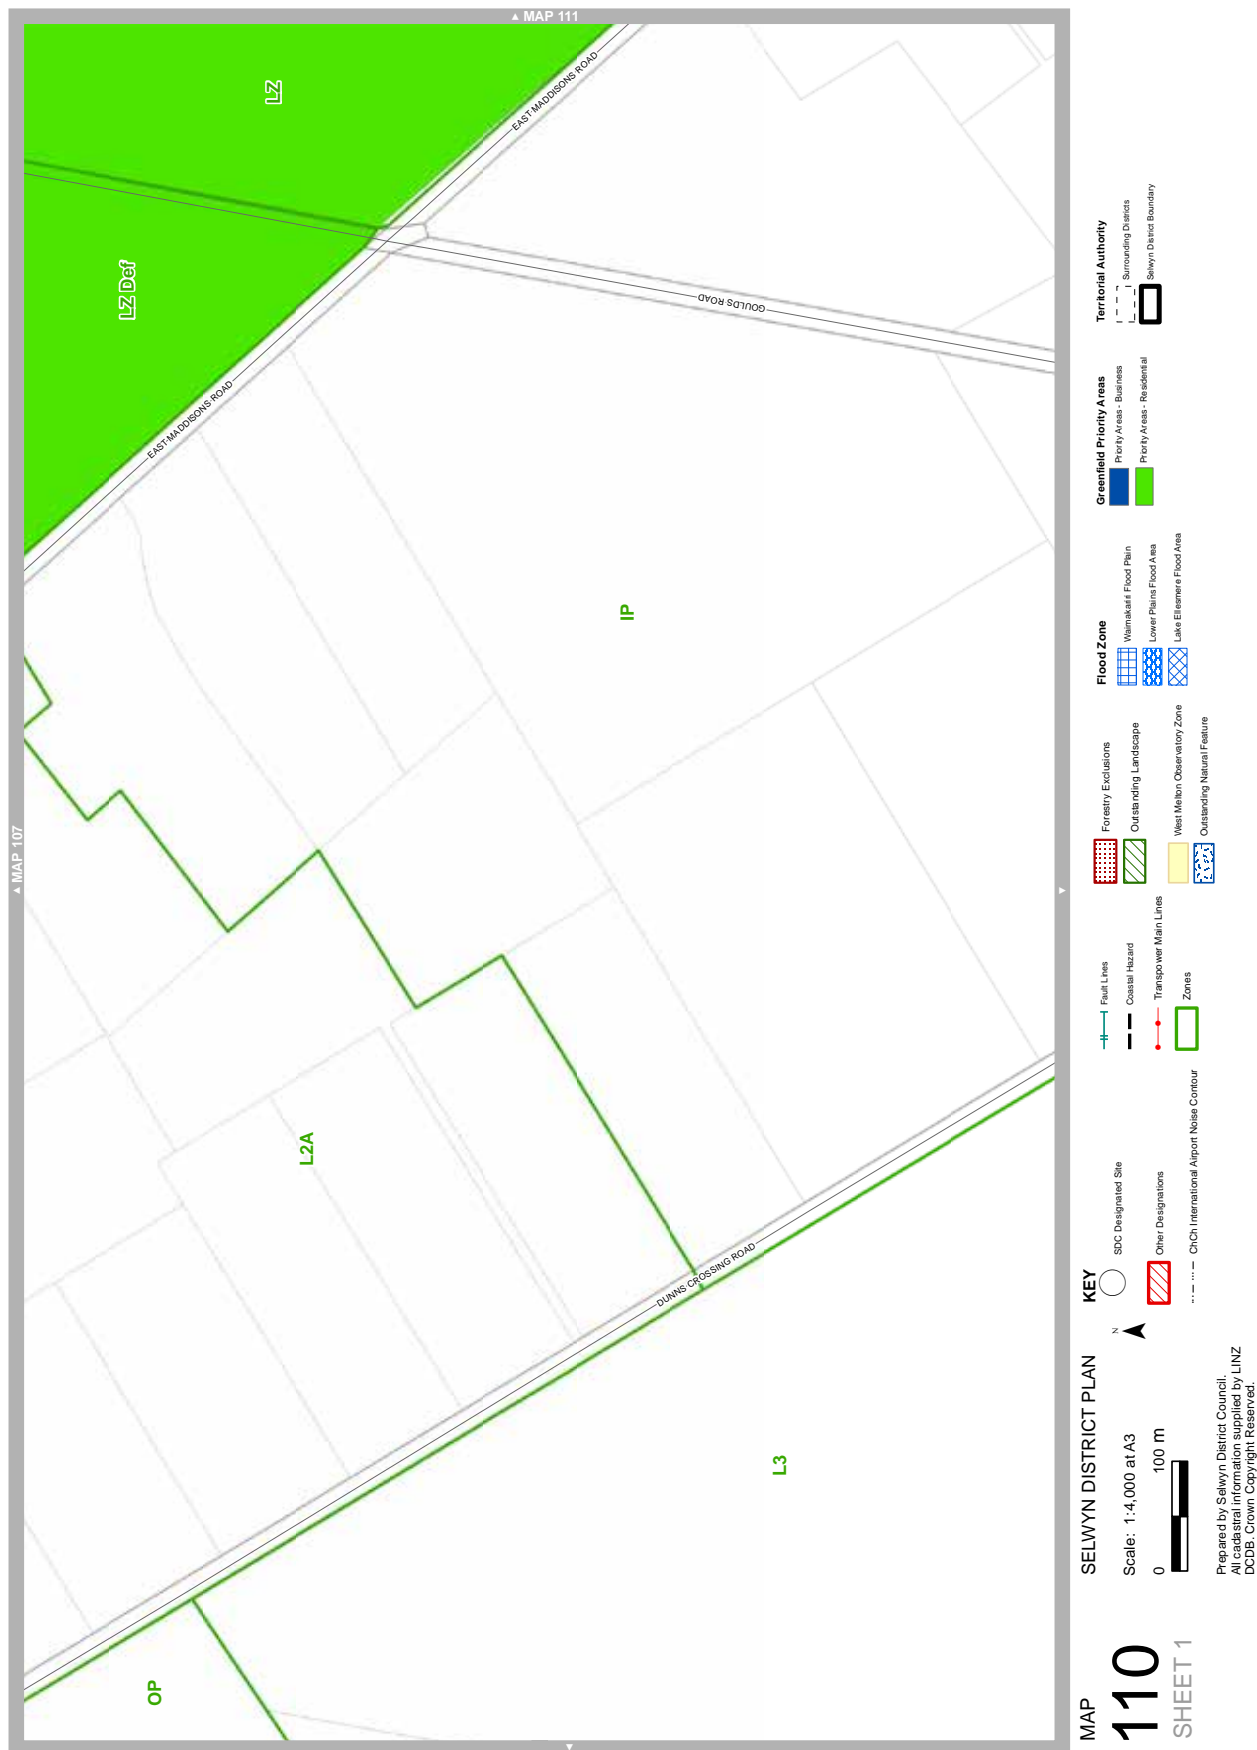 ▲ MAP 111
▲ MAP 107
LZ
LZ Def
EAST MADDISONS ROAD
EAST MADDISONS ROAD
GOULDS ROAD
IP
L2A
DUNNS CROSSING ROAD
L3
OP
MAP
110
SHEET 1
SELWYN DISTRICT PLAN
Scale: 1:4,000 at A3
0 100 m
Prepared by Selwyn District Council.
All cadastral information supplied by LINZ
DCDB. Crown Copyright Reserved.
N
KEY
SDC Designated Site
Other Designations
ChCh International Airport Noise Contour
Fault Lines
Coastal Hazard
Transpower Main Lines
Zones
Forestry Exclusions
Outstanding Landscape
West Melton Observatory Zone
Outstanding Natural Feature
Flood Zone
Waimakariri Flood Plain
Lower Plains Flood Area
Lake Ellesmere Flood Area
Greenfield Priority Areas
Priority Areas - Business
Priority Areas - Residential
Territorial Authority
Surrounding Districts
Selwyn District Boundary